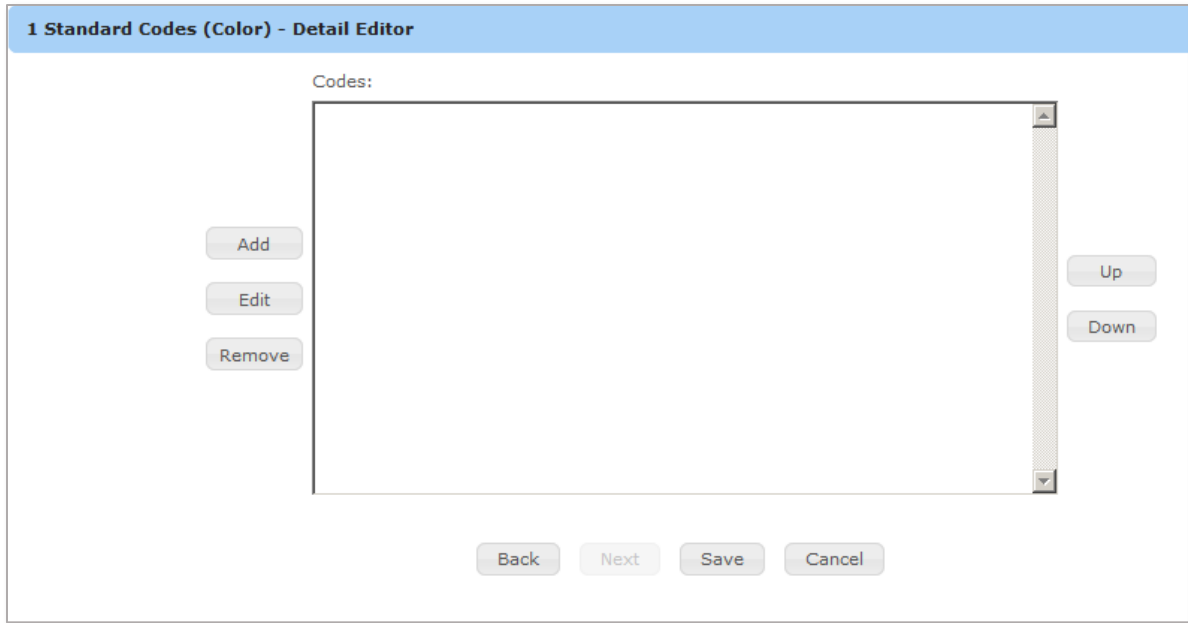 1 Standard Codes (Color) - Detail Editor
Codes:
Add
Edit
Remove
Up
Down
Back Next Save Cancel